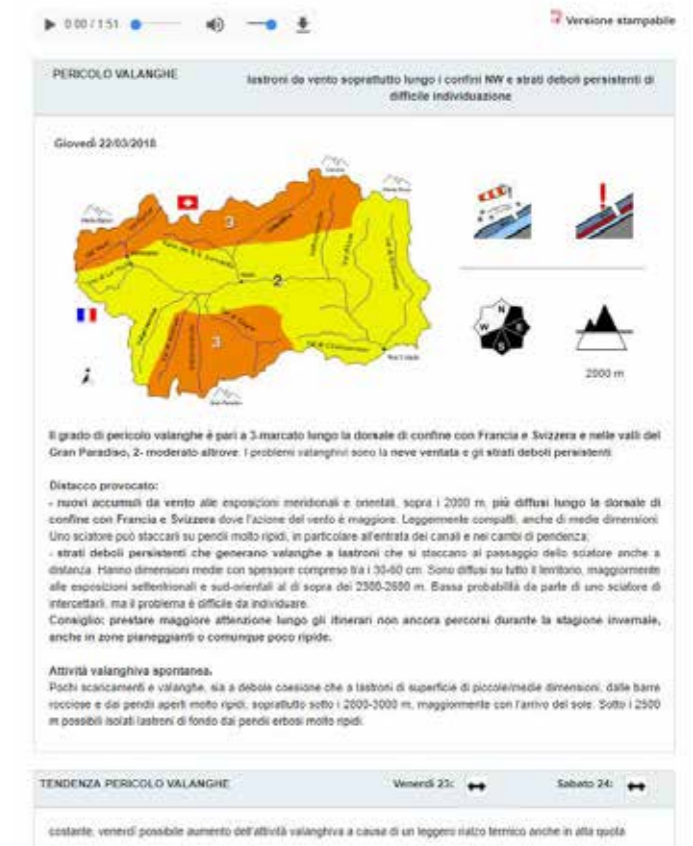 0:00 / 1:51
Versione stampabile
PERICOLO VALANGHE
lastroni da vento soprattutto lungo i confini NW e strati deboli persistenti di
difficile individuazione
Giovedì 22/03/2018
3
2
3
N
W
E
S
2000 m
Il grado di pericolo valanghe è pari a 3-marcato lungo la dorsale di confine con Francia e Svizzera e nelle valli del
Gran Paradiso, 2- moderato altrove. I problemi valanghivi sono la neve ventata e gli strati deboli persistenti
Distacco provocato:
- nuovi accumuli da vento alle esposizioni meridionali e orientali, sopra i 2000 m, più diffusi lungo la dorsale di
confine con Francia e Svizzera dove l'azione del vento è maggiore. Leggermente compatti, anche di medie dimensioni.
Uno sciatore può staccarli su pendii molto ripidi, in particolare all'entrata dei canali e nei cambi di pendenza;
- strati deboli persistenti che generano valanghe a lastroni che si staccano al passaggio dello sciatore anche a
distanza. Hanno dimensioni medie con spessore compreso tra i 30-60 cm. Sono diffusi su tutto il territorio, maggiormente
alle esposizioni settentrionali e sud-orientali al di sopra dei 2300-2600 m. Bassa probabilità da parte di uno sciatore di
intercettarli, ma il problema è difficile da individuare.
Consiglio: prestare maggiore attenzione lungo gli itinerari non ancora percorsi durante la stagione invernale,
anche in zone pianeggianti o comunque poco ripide.
Attività valanghiva spontanea.
Pochi scaricamenti e valanghe, sia a debole coesione che a lastroni di superficie di piccole/medie dimensioni, dalle barre
rocciose e dai pendii aperti molto ripidi, soprattutto sotto i 2800-3000 m, maggiormente con l'arrivo del sole. Sotto i 2500
m possibili isolati lastroni di fondo dai pendii erbosi molto ripidi.
TENDENZA PERICOLO VALANGHE
Venerdì 23:
Sabato 24:
costante, venerdì possibile aumento dell'attività valanghiva a causa di un leggero rialzo termico anche in alta quota